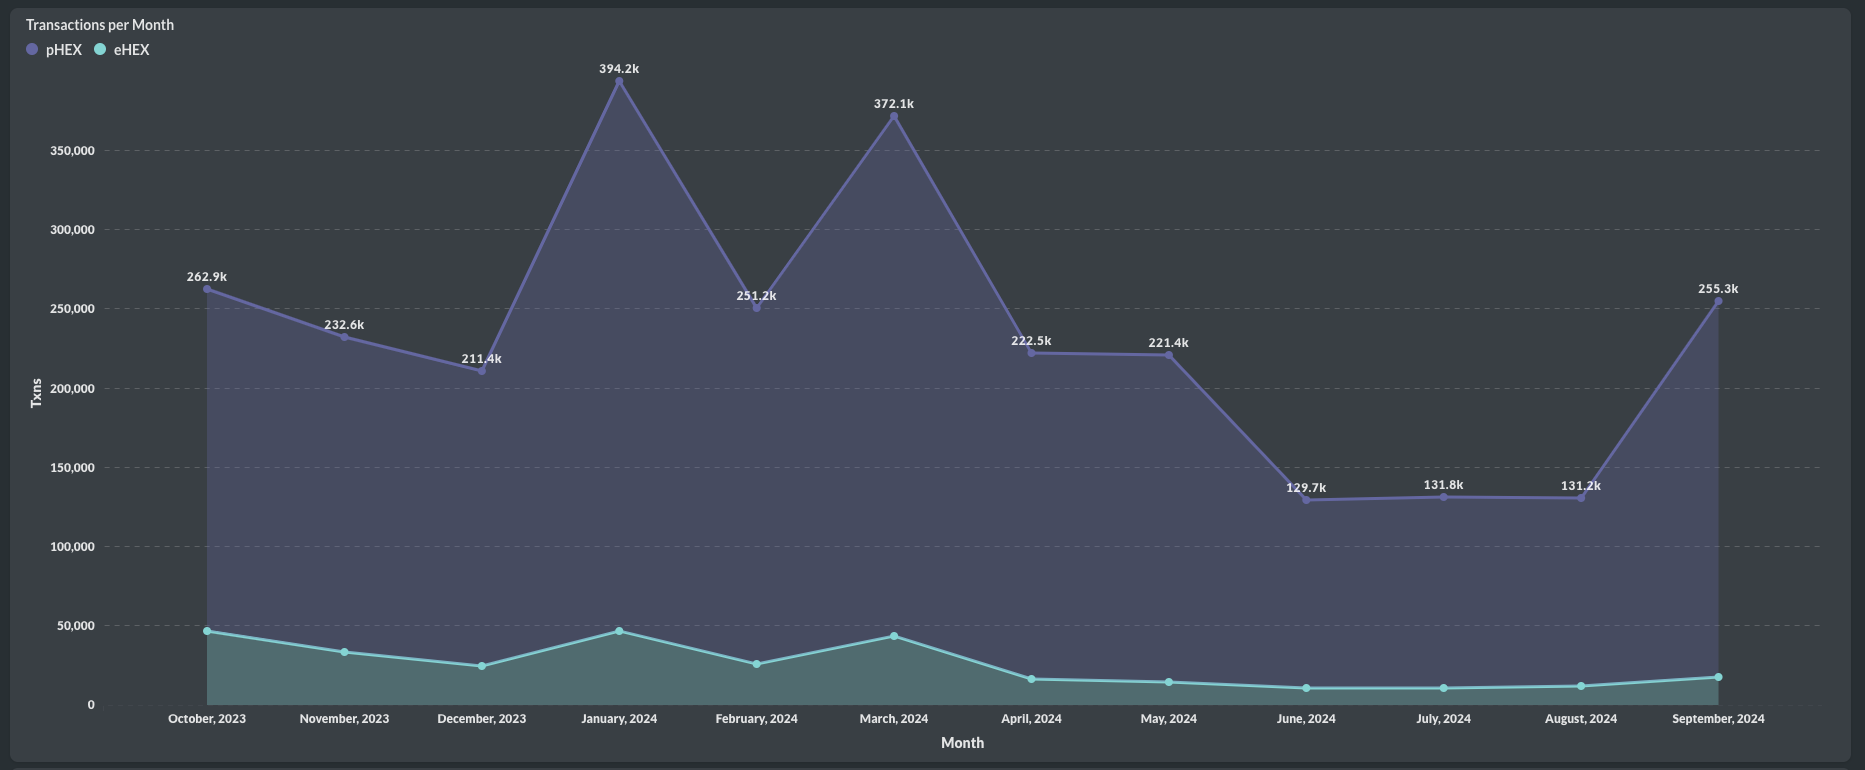 Transactions per Month
pHEX eHEX
394.2k
372.1k
350,000
300,000
262.9k
255.3k
251.2k
250,000
232.6k
222.5k
221.4k
211.4k
200,000
Txns
150,000
129.7k
131.8k
131.2k
100,000
50,000
0
October, 2023 November, 2023 December, 2023 January, 2024 February, 2024 March, 2024 April, 2024 May, 2024 June, 2024 July, 2024 August, 2024 September, 2024
Month